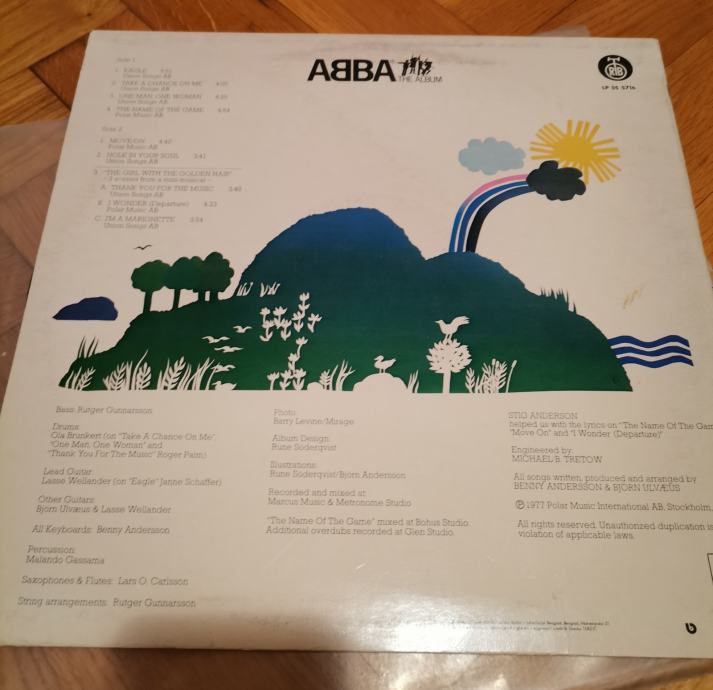 ABBA
THE ALBUM
RTB
LP 55 5716
Side 1
1. EAGLE 5:51
Union Songs AB
2. TAKE A CHANCE ON ME 4:05
Union Songs AB
3. ONE MAN, ONE WOMAN 4:25
Union Songs AB
4. THE NAME OF THE GAME 4:54
Polar Music AB
Side 2
1. MOVE ON 4:40
Polar Music AB
2. HOLE IN YOUR SOUL 3:41
Union Songs AB
3. "THE GIRL WITH THE GOLDEN HAIR"
-3 scenes from a mini-musical-
A. THANK YOU FOR THE MUSIC 3:48
Union Songs AB
B. I WONDER (Departure) 4:33
Polar Music AB
C. I'M A MARIONETTE 3:54
Union Songs AB
Bass: Rutger Gunnarsson
Drums:
Ola Brunkert (on "Take A Chance On Me",
"One Man, One Woman" and
"Thank You For The Music" Roger Palm)
Lead Guitar:
Lasse Wellander (on "Eagle" Janne Schaffer)
Other Guitars:
Björn Ulvæus & Lasse Wellander
All Keyboards: Benny Andersson
Percussion:
Malando Gassama
Saxophones & Flutes: Lars O. Carlsson
String arrangements: Rutger Gunnarsson
Photo:
Barry Levine/Mirage
Album Design:
Rune Söderqvist
Illustrations:
Rune Söderqvist/Björn Andersson
Recorded and mixed at
Marcus Music & Metronome Studio
"The Name Of The Game" mixed at Bohus Studio.
Additional overdubs recorded at Glen Studio.
STIG ANDERSON
helped us with the lyrics on "The Name Of The Gam
"Move On" and "I Wonder (Departure)"
Engineered by:
MICHAEL B. TRETOW
All songs written, produced and arranged by
BENNY ANDERSSON & BJÖRN ULVÆUS
Ⓟ 1977 Polar Music International AB, Stockholm,
All rights reserved. Unauthorized duplication is
violation of applicable laws.